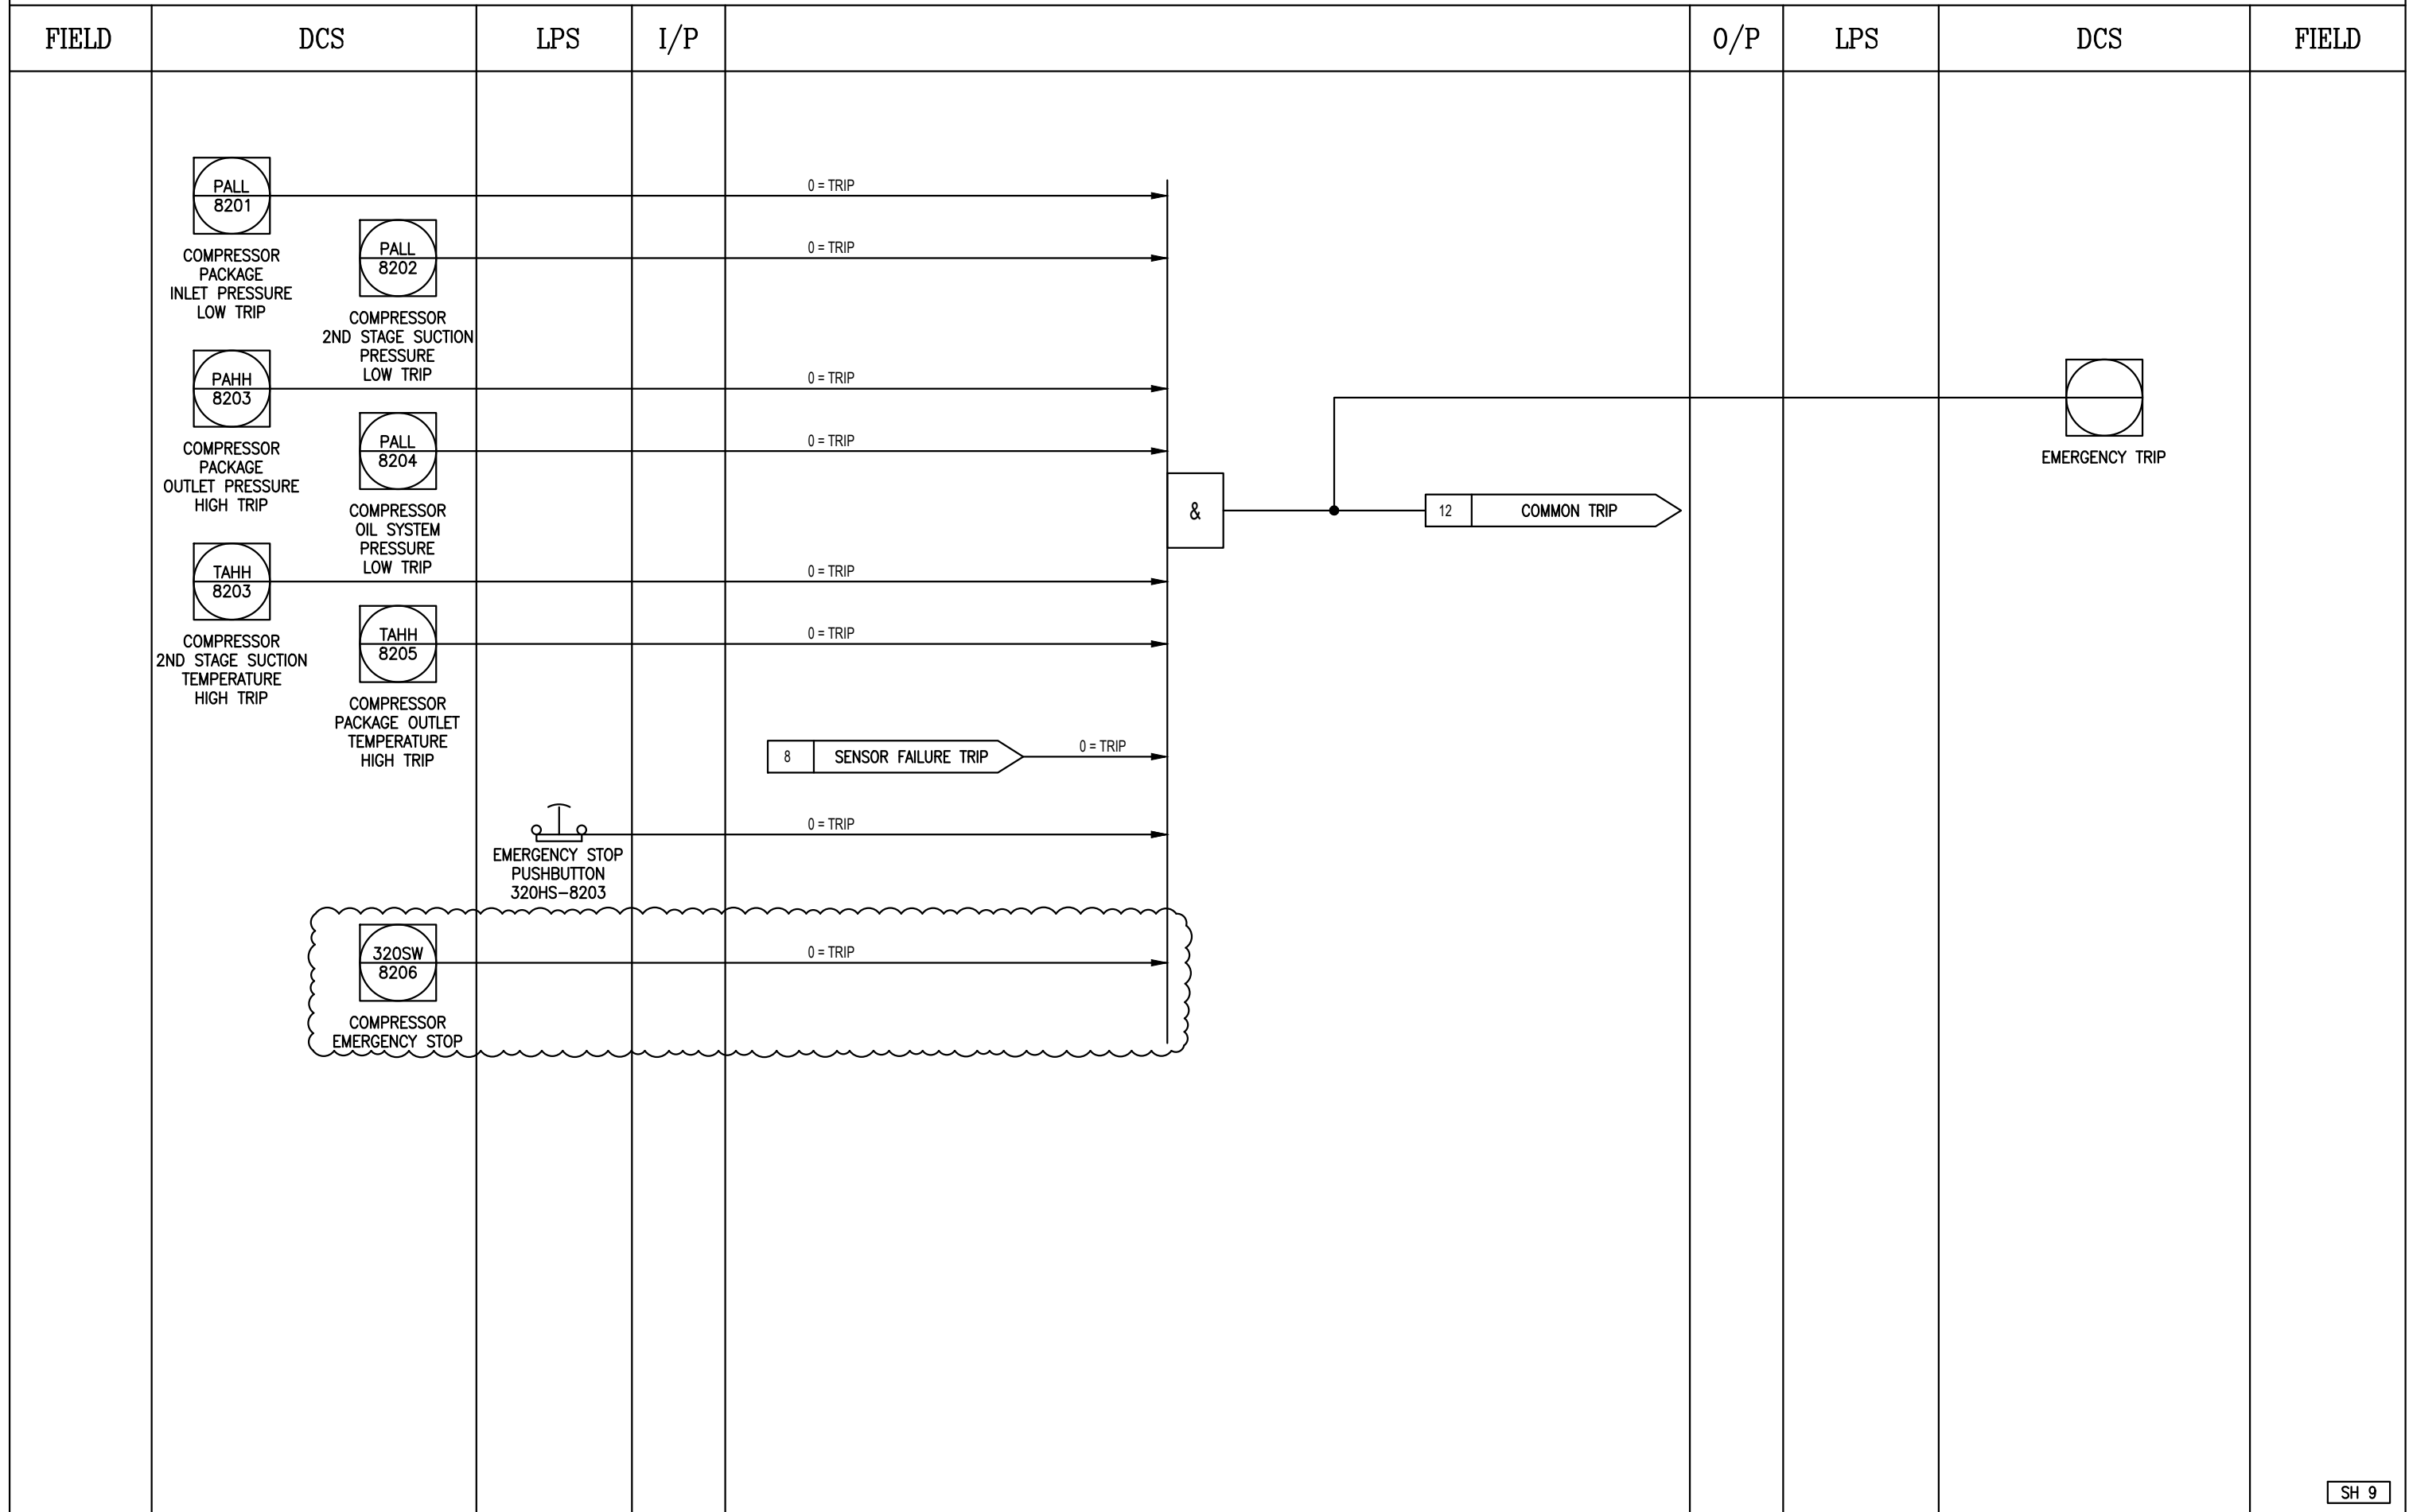 FIELD
DCS
LPS
I/P
O/P
LPS
DCS
FIELD
PALL
8201
COMPRESSOR
PACKAGE
INLET PRESSURE
LOW TRIP
0 = TRIP
PALL
8202
COMPRESSOR
2ND STAGE SUCTION
PRESSURE
LOW TRIP
0 = TRIP
PAHH
8203
COMPRESSOR
PACKAGE
OUTLET PRESSURE
HIGH TRIP
0 = TRIP
PALL
8204
COMPRESSOR
OIL SYSTEM
PRESSURE
LOW TRIP
0 = TRIP
TAHH
8203
COMPRESSOR
2ND STAGE SUCTION
TEMPERATURE
HIGH TRIP
0 = TRIP
TAHH
8205
COMPRESSOR
PACKAGE OUTLET
TEMPERATURE
HIGH TRIP
0 = TRIP
8 SENSOR FAILURE TRIP
0 = TRIP
EMERGENCY STOP
PUSHBUTTON
320HS-8203
0 = TRIP
320SW
8206
COMPRESSOR
EMERGENCY STOP
0 = TRIP
&
12 COMMON TRIP
EMERGENCY TRIP
SH 9